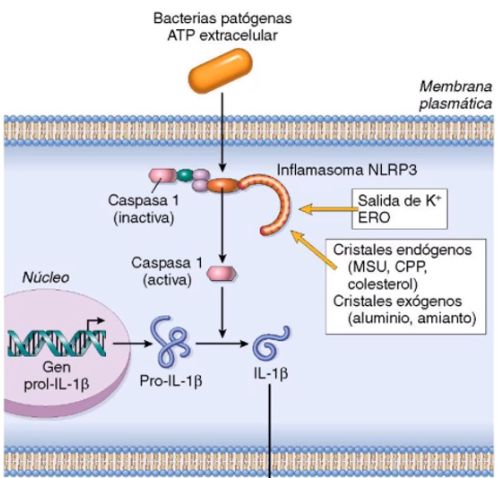 Bacterias patógenas
ATP extracelular
Membrana
plasmática
Inflamasoma NLRP3
Caspasa 1
(inactiva)
Salida de K⁺
ERO
Cristales endógenos
(MSU, CPP,
colesterol)
Cristales exógenos
(aluminio, amianto)
Caspasa 1
(activa)
Núcleo
Gen
prol-IL-1β
Pro-IL-1β
IL-1β